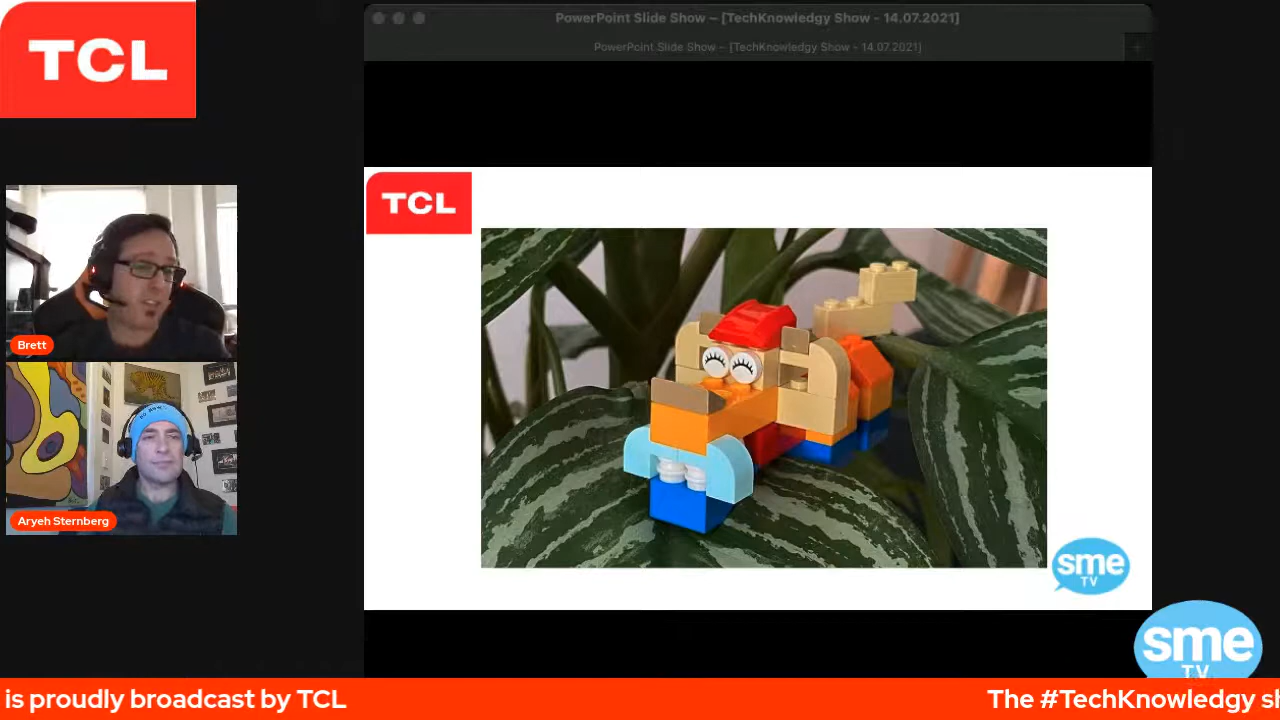 TCL
PowerPoint Slide Show – [TechKnowledgy Show - 14.07.2021]
PowerPoint Slide Show – [TechKnowledgy Show - 14.07.2021]
TCL
Brett
Aryeh Sternberg
sme
TV
sme
TV
is proudly broadcast by TCL
The #TechKnowledgy sh